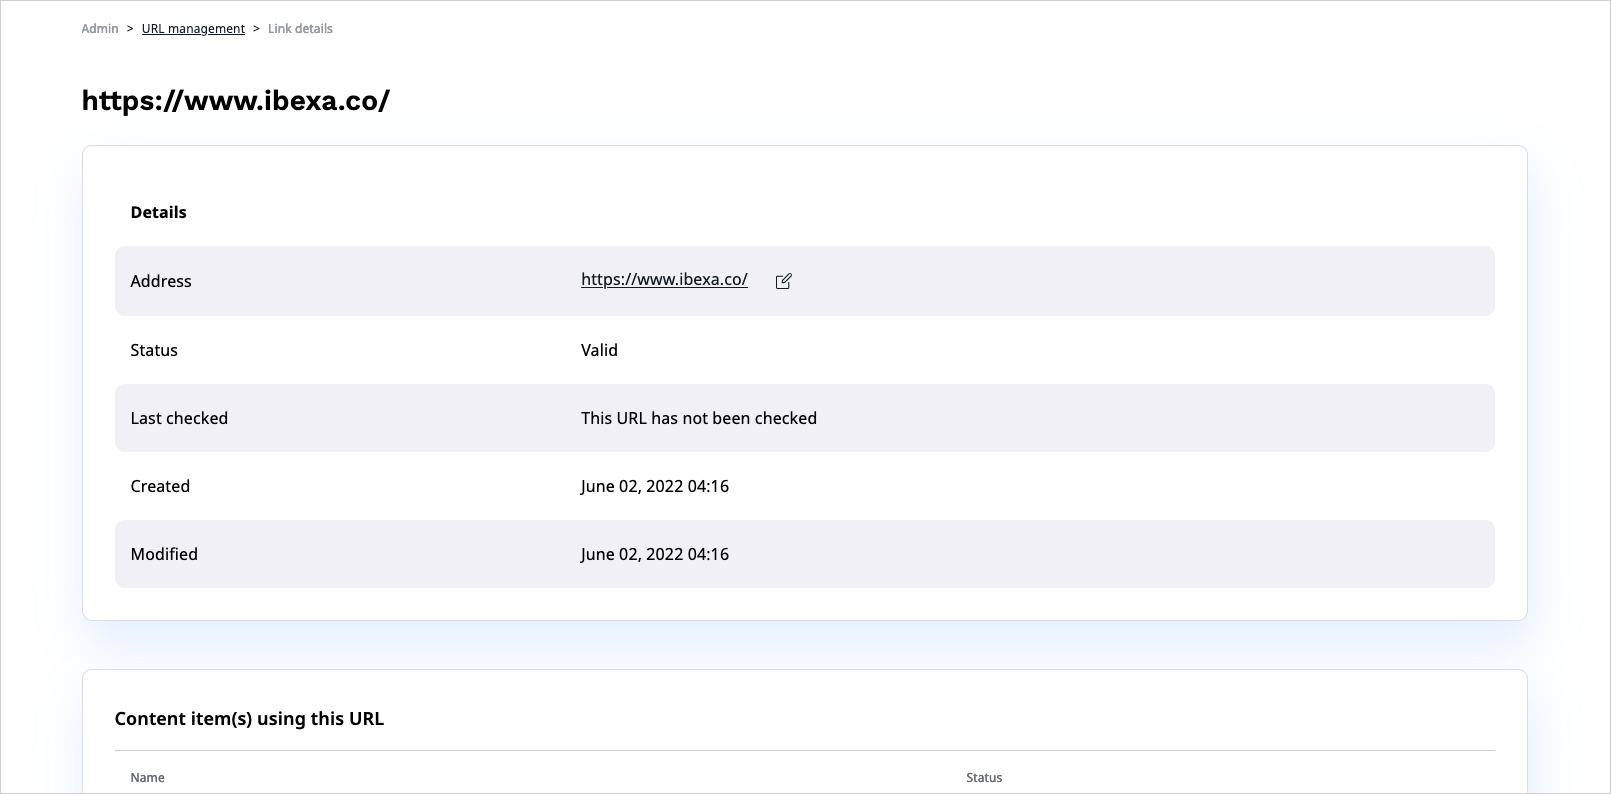 Admin > URL management > Link details
https://www.ibexa.co/
Details
Address https://www.ibexa.co/
Status Valid
Last checked This URL has not been checked
Created June 02, 2022 04:16
Modified June 02, 2022 04:16
Content item(s) using this URL
Name Status